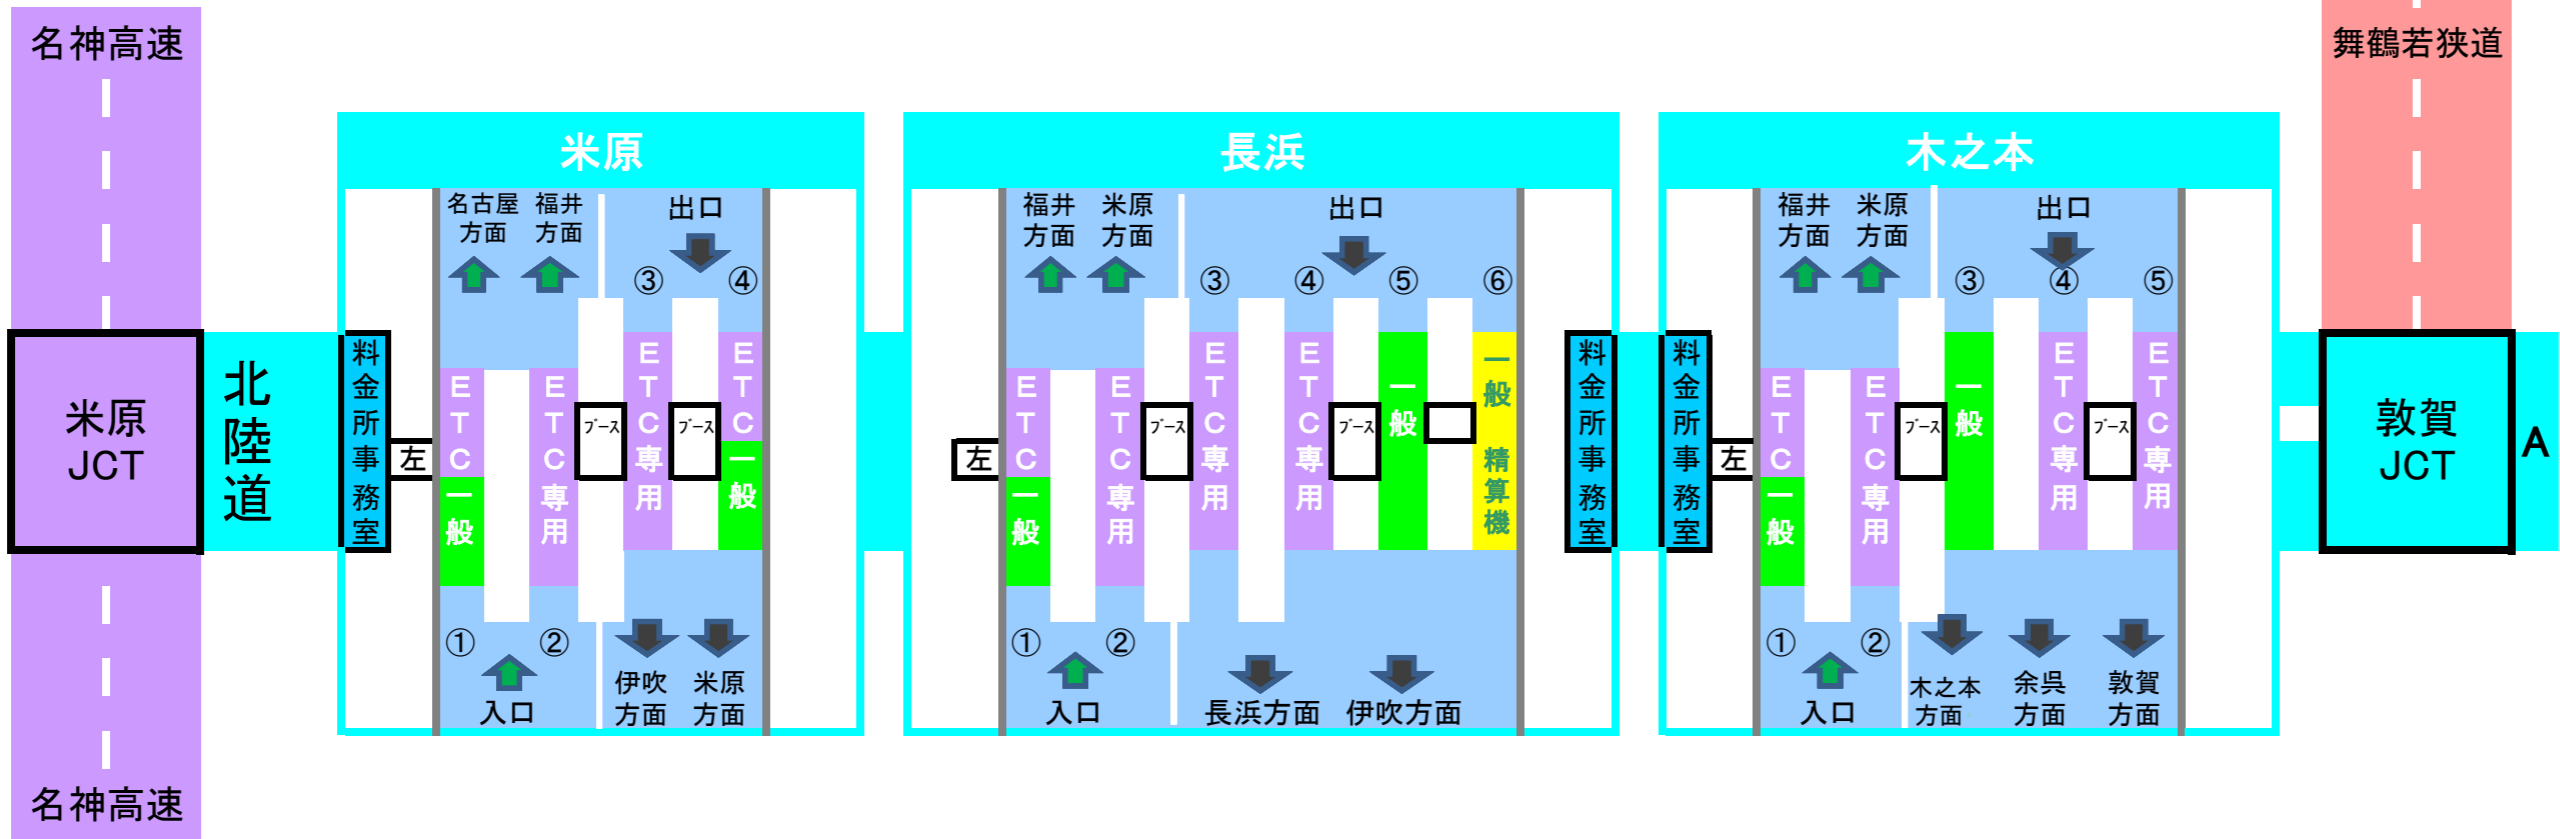 名神高速
米原
JCT
名神高速
北陸道
米原
料金所事務室
左
名古屋
方面
福井
方面
出口
③
④
ETC
一般
ETC専用
ブース
ETC専用
ブース
ETC
一般
①
②
入口
伊吹
方面
米原
方面
長浜
左
福井
方面
米原
方面
出口
③
④
⑤
⑥
ETC
一般
ETC専用
ブース
ETC専用
ETC専用
ブース
一般
一般 精算機
料金所事務室
①
②
入口
長浜方面
伊吹方面
木之本
料金所事務室
左
福井
方面
米原
方面
出口
③
④
⑤
ETC
一般
ETC専用
ブース
一般
ETC専用
ブース
ETC専用
①
②
入口
木之本
方面
余呉
方面
敦賀
方面
舞鶴若狭道
敦賀
JCT
A